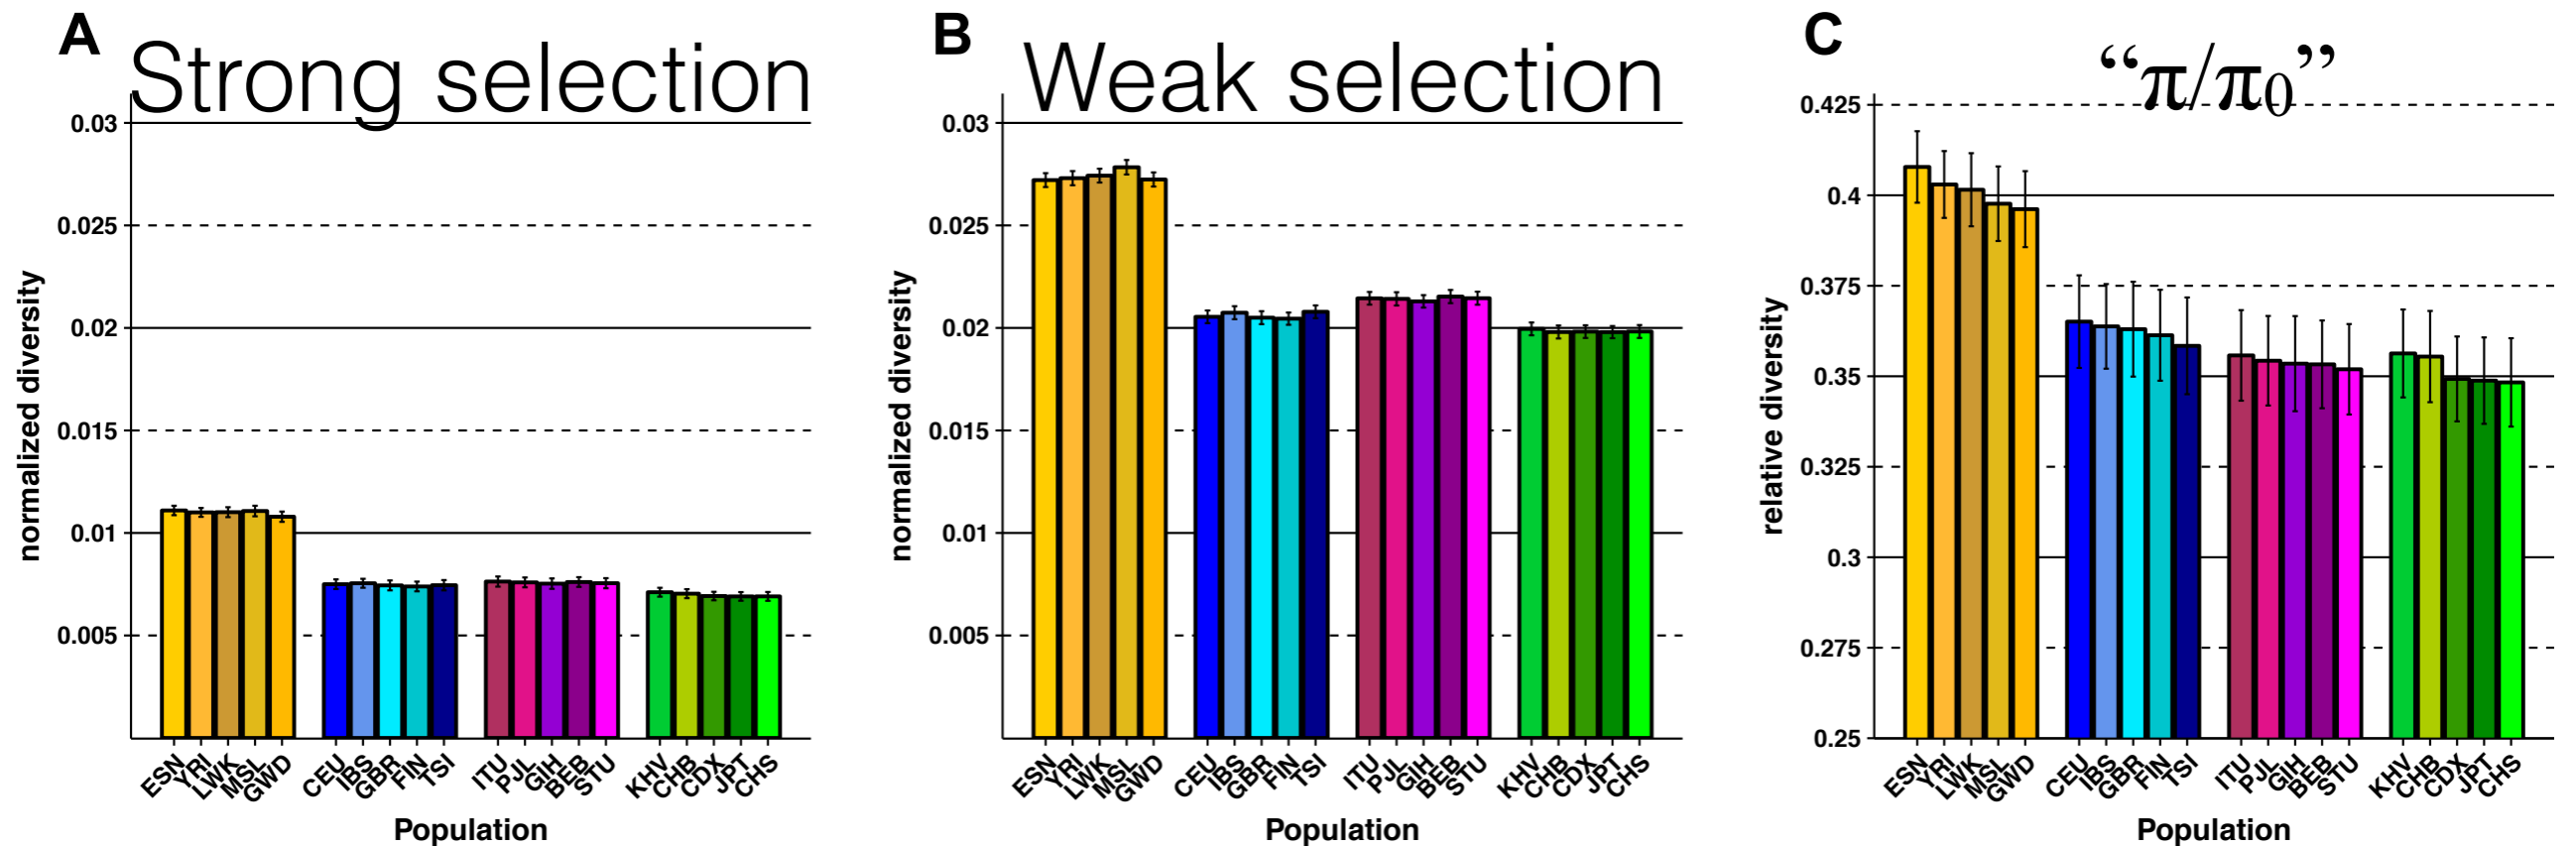 A
Strong selection
0.03
0.025
0.02
0.015
0.01
0.005
normalized diversity
ESN
YRI
LWK
MSL
GWD
CEU
IBS
GBR
FIN
TSI
ITU
PJL
GIH
BEB
STU
KHV
CHB
CDX
JPT
CHS
Population
B
Weak selection
0.03
0.025
0.02
0.015
0.01
0.005
normalized diversity
ESN
YRI
LWK
MSL
GWD
CEU
IBS
GBR
FIN
TSI
ITU
PJL
GIH
BEB
STU
KHV
CHB
CDX
JPT
CHS
Population
C
“π/π₀”
0.425
0.4
0.375
0.35
0.325
0.3
0.275
0.25
relative diversity
ESN
YRI
LWK
MSL
GWD
CEU
IBS
GBR
FIN
TSI
ITU
PJL
GIH
BEB
STU
KHV
CHB
CDX
JPT
CHS
Population